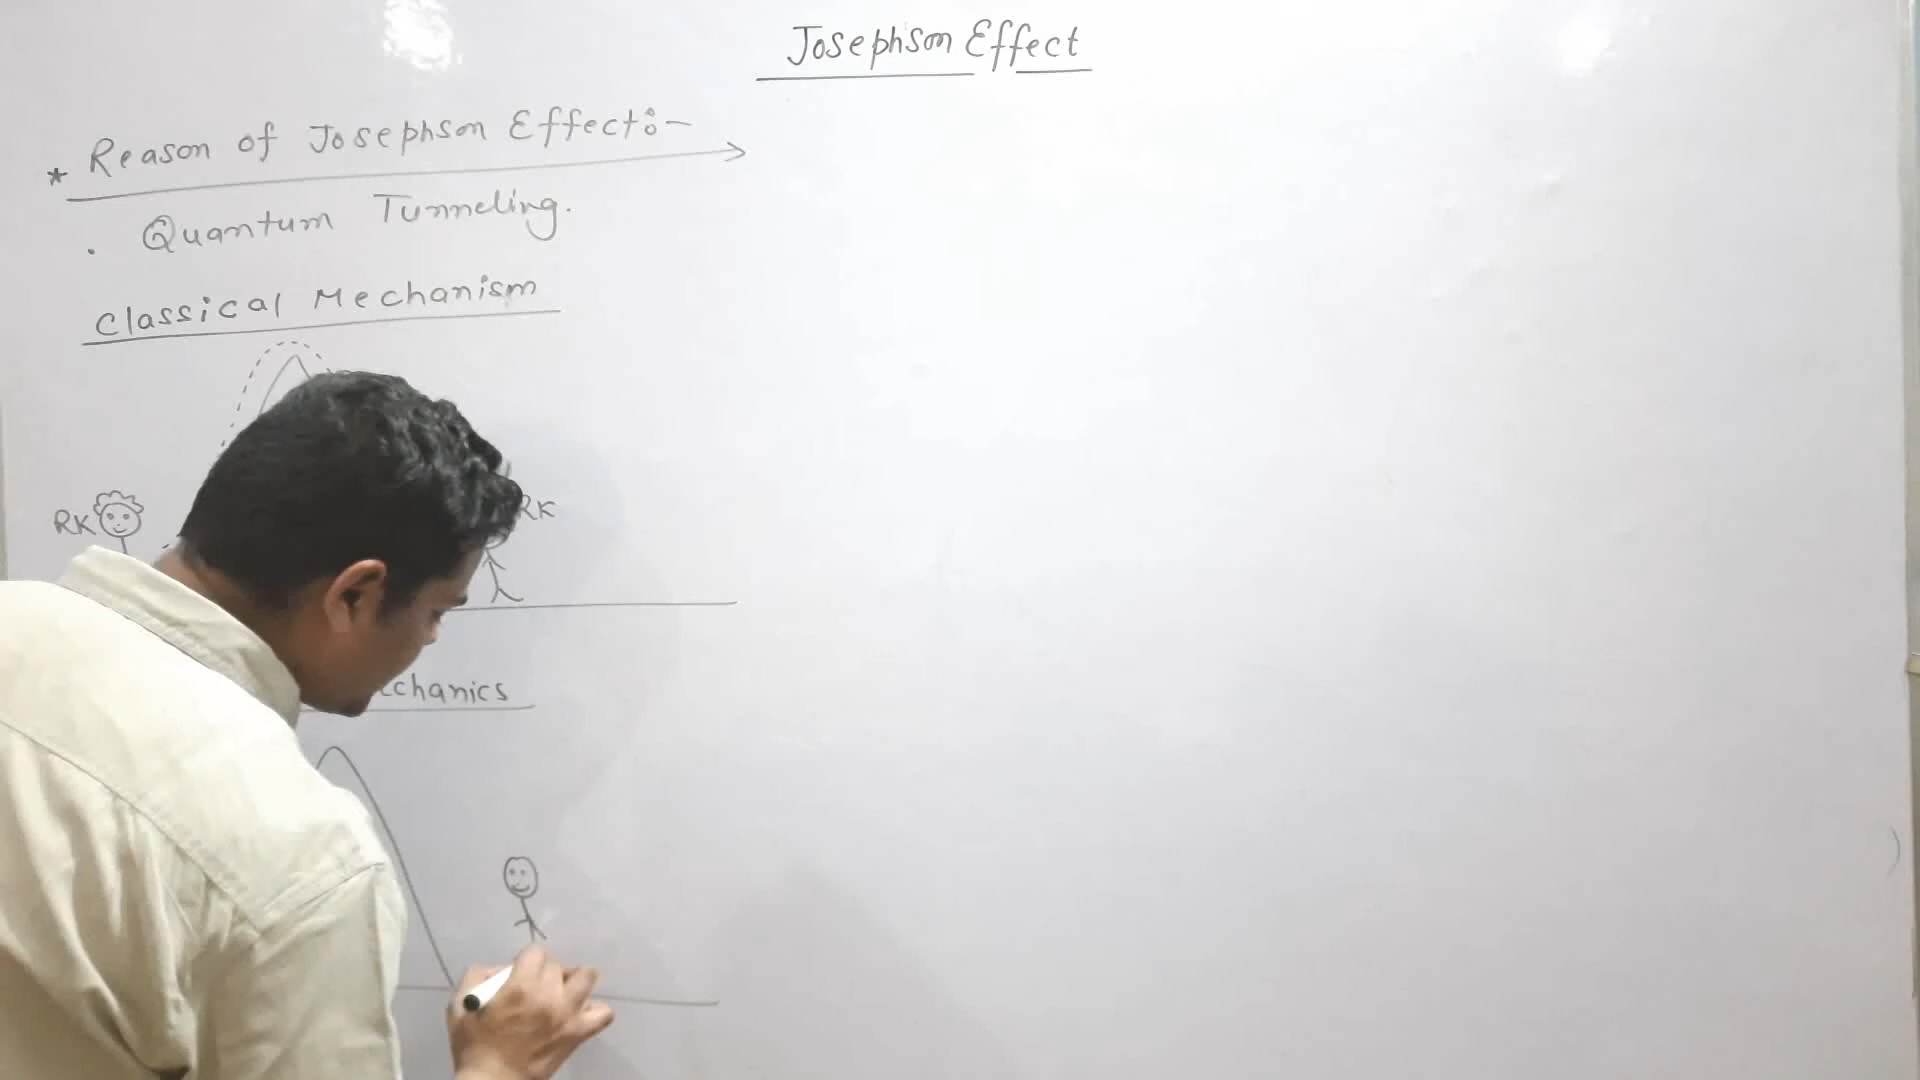 Josephson Effect
* Reason of Josephson Effect:-
. Quantum Tunneling.
Classical Mechanism
RK
RK
chanics